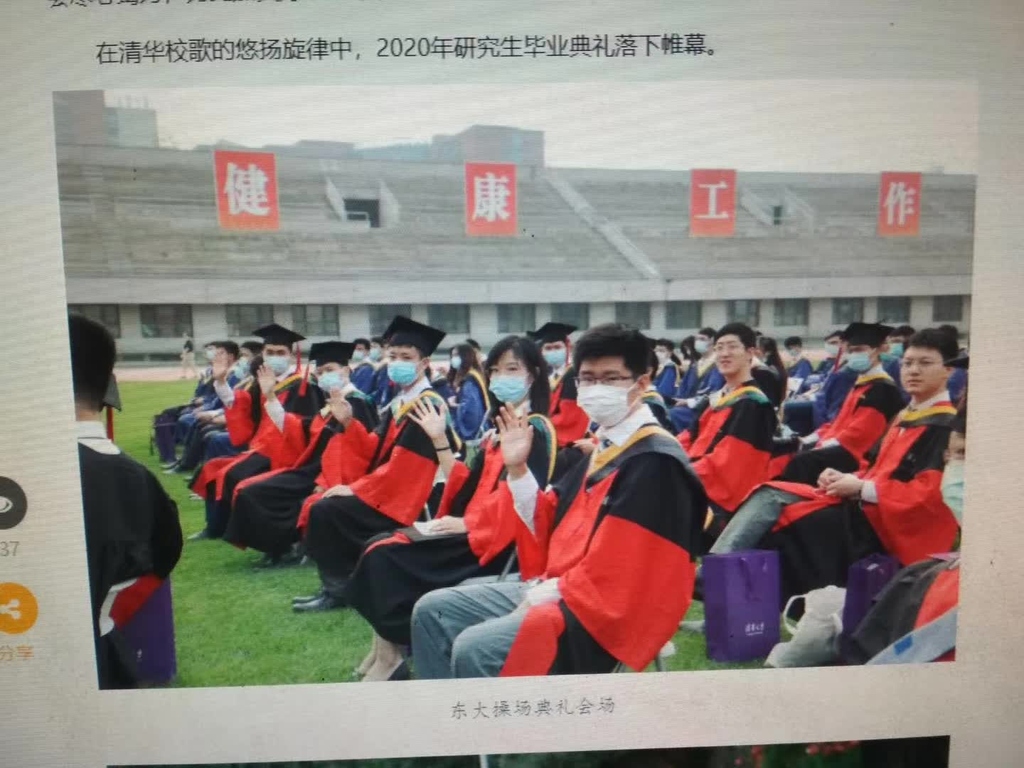 在清华校歌的悠扬旋律中，2020年研究生毕业典礼落下帷幕。
健 康 工 作
37
分享
东大操场典礼会场